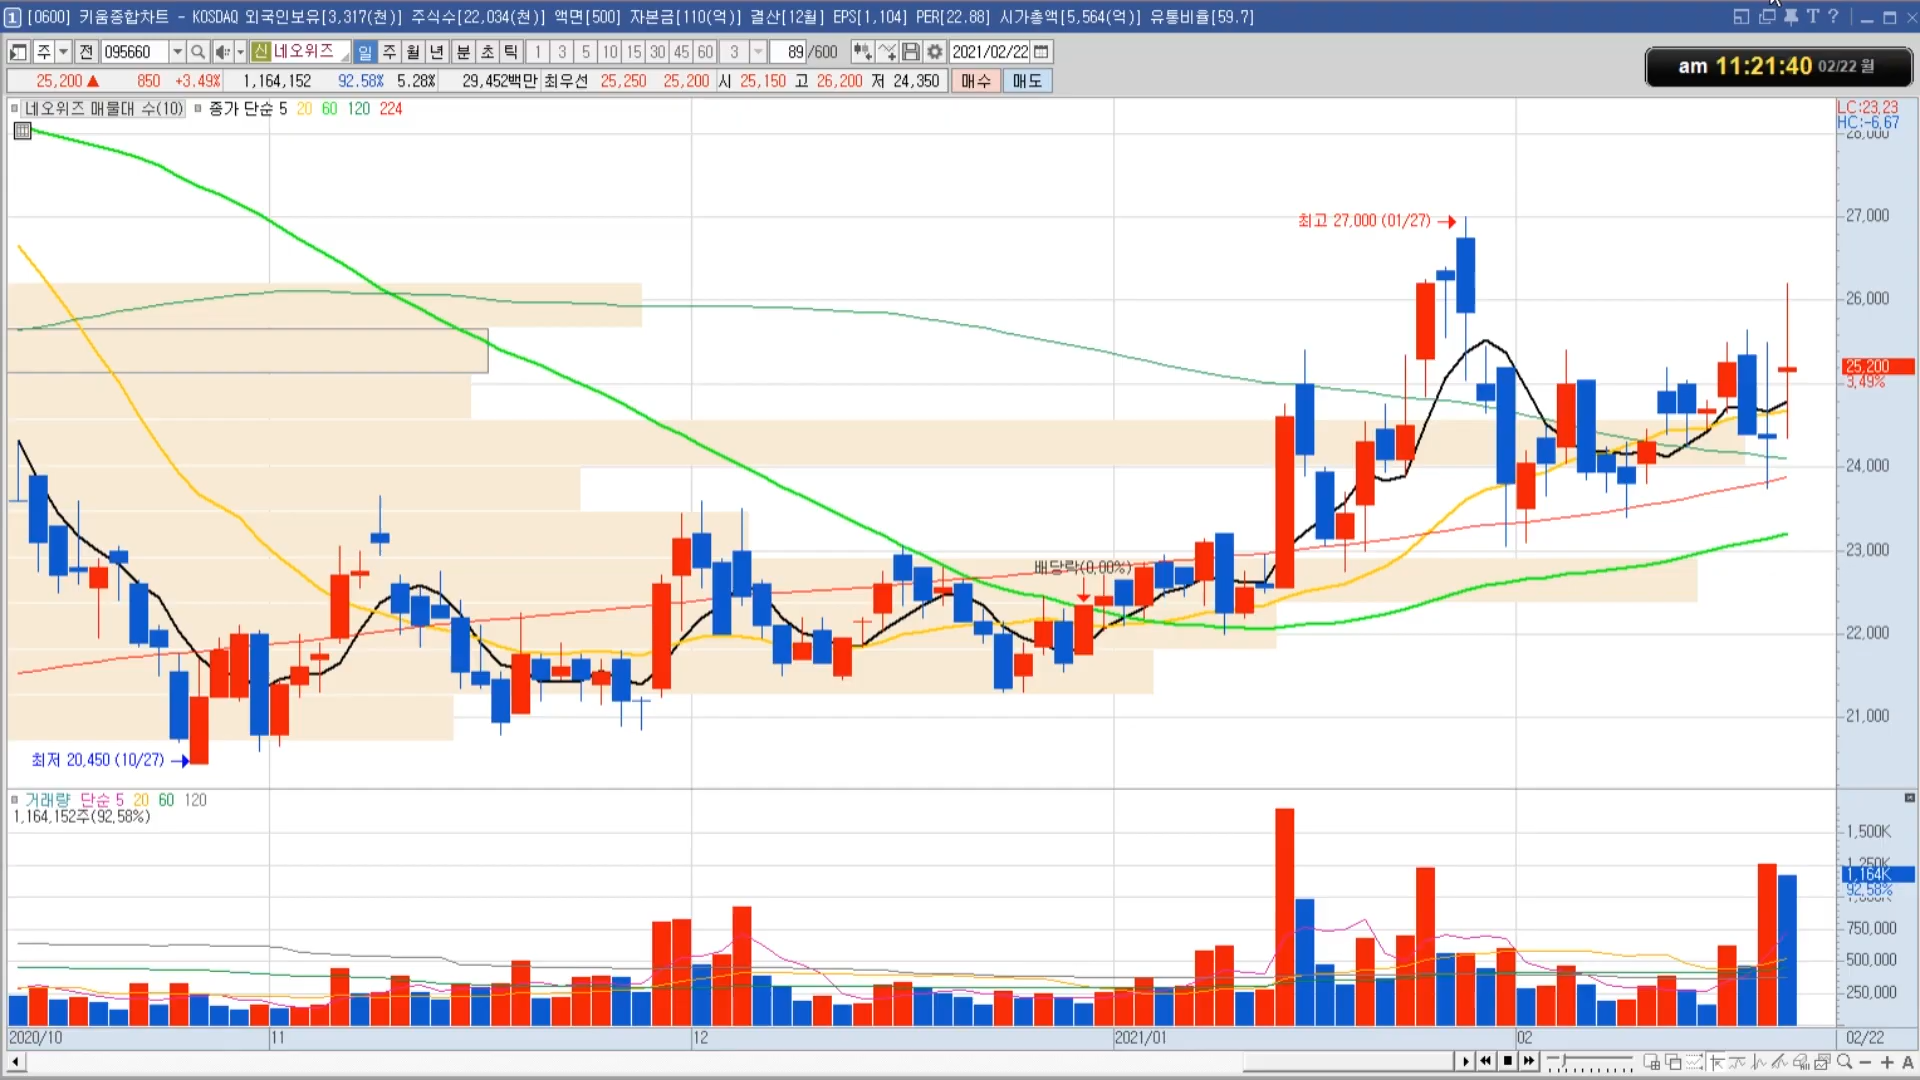 1 [0600] 키움종합차트 - KOSDAQ 외국인보유[3,317(천)] 주식수[22,034(천)] 액면[500] 자본금[110(억)] 결산[12월] EPS[1,104] PER[22.88] 시가총액[5,564(억)] 유통비율[59.7] T ?
주 전 095660 신 네오위즈 일 주 월 년 분 초 틱 1 3 5 10 15 30 45 60 3 89 /600 2021/02/22
am 11:21:40 02/22 월
25,200 ▲ 850 +3.49% 1,164,152 92.58% 5.28% 29,452백만 최우선 25,250 25,200 시 25,150 고 26,200 저 24,350 매수 매도
네오위즈 매물대 수(10) 종가 단순 5 20 60 120 224
LC:23,23
HC:-6,67
28,000
27,000
최고 27,000 (01/27)
26,000
25,200
3,49%
24,000
23,000
배당락(0,00%)
22,000
21,000
최저 20,450 (10/27)
거래량 단순 5 20 60 120
1,164,152주(92,58%)
1,500K
1,250K
1,164K
92,58%
1,000K
750,000
500,000
250,000
2020/10 11 12 2021/01 02 02/22
A